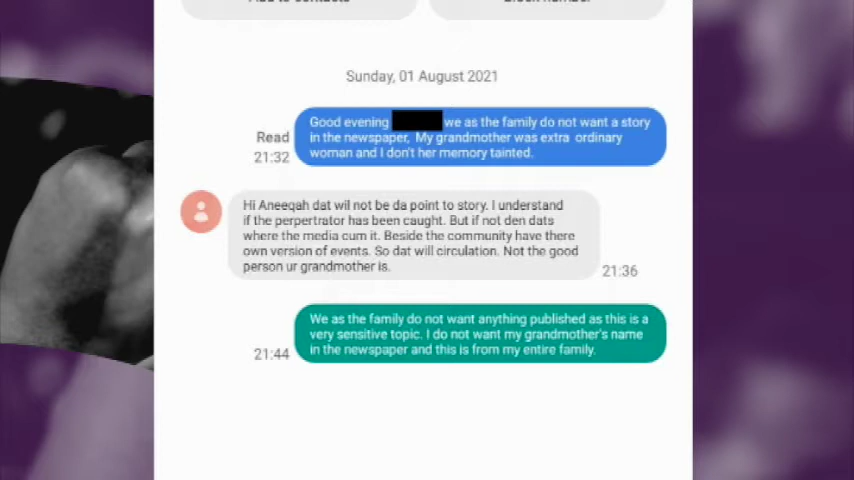 Add to contacts Block number
Sunday, 01 August 2021
Good evening we as the family do not want a story
in the newspaper, My grandmother was extra ordinary
woman and I don't her memory tainted.
Read
21:32
Hi Aneeqah dat wil not be da point to story. I understand
if the perpertrator has been caught. But if not den dats
where the media cum it. Beside the community have there
own version of events. So dat will circulation. Not the good
person ur grandmother is.
21:36
We as the family do not want anything published as this is a
very sensitive topic. I do not want my grandmother's name
in the newspaper and this is from my entire family.
21:44